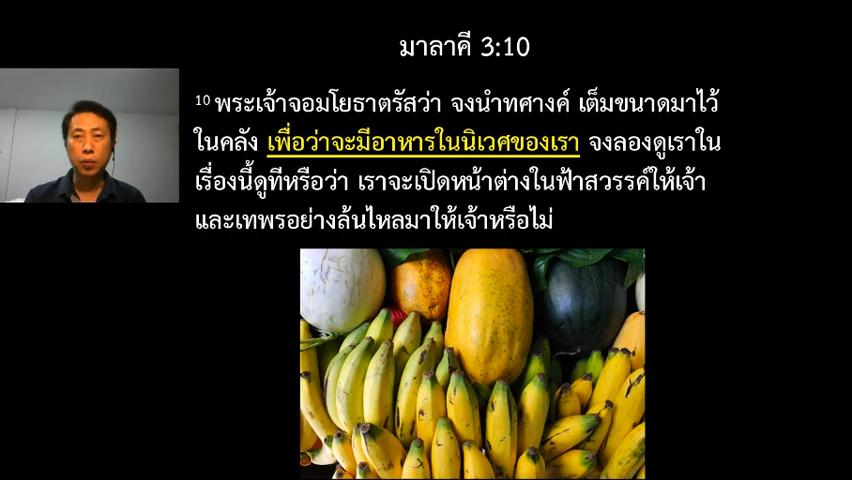 มาลาคี 3:10
10 พระเจ้าจอมโยธาตรัสว่า จงนำทศางค์ เต็มขนาดมาไว้
ในคลัง เพื่อว่าจะมีอาหารในนิเวศของเรา จงลองดูเราใน
เรื่องนี้ดูทีหรือว่า เราจะเปิดหน้าต่างในฟ้าสวรรค์ให้เจ้า
และเทพรอย่างล้นไหลมาให้เจ้าหรือไม่